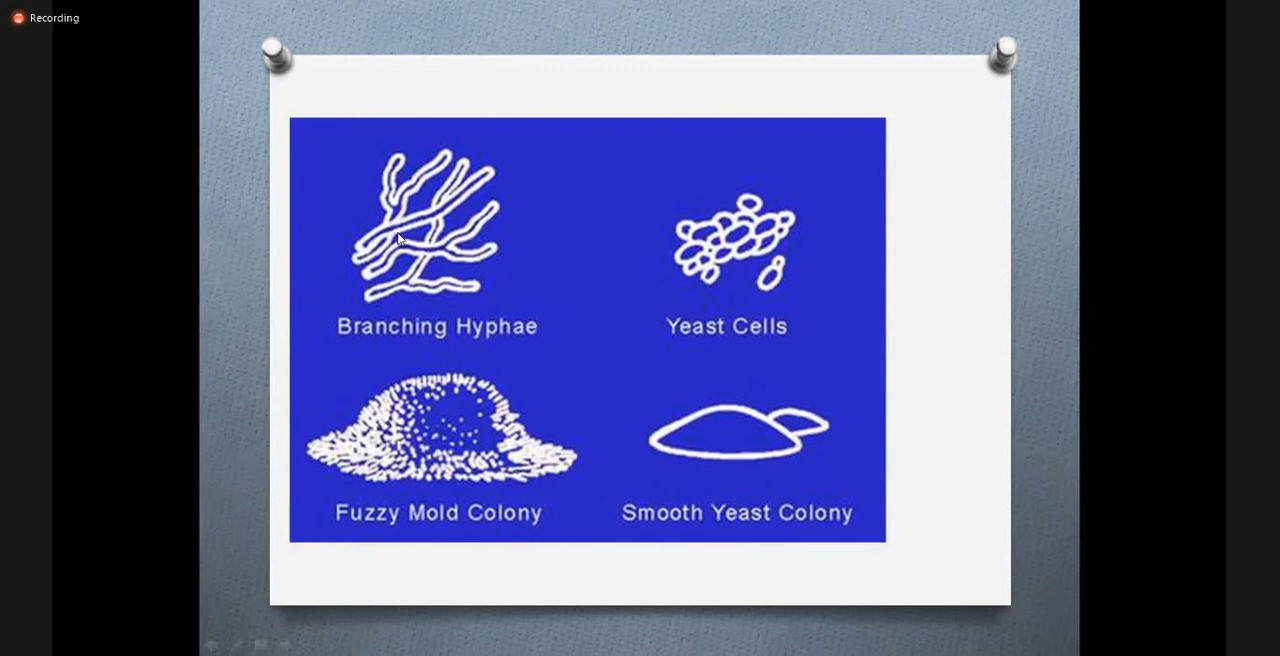 Recording
Branching Hyphae
Yeast Cells
Fuzzy Mold Colony
Smooth Yeast Colony